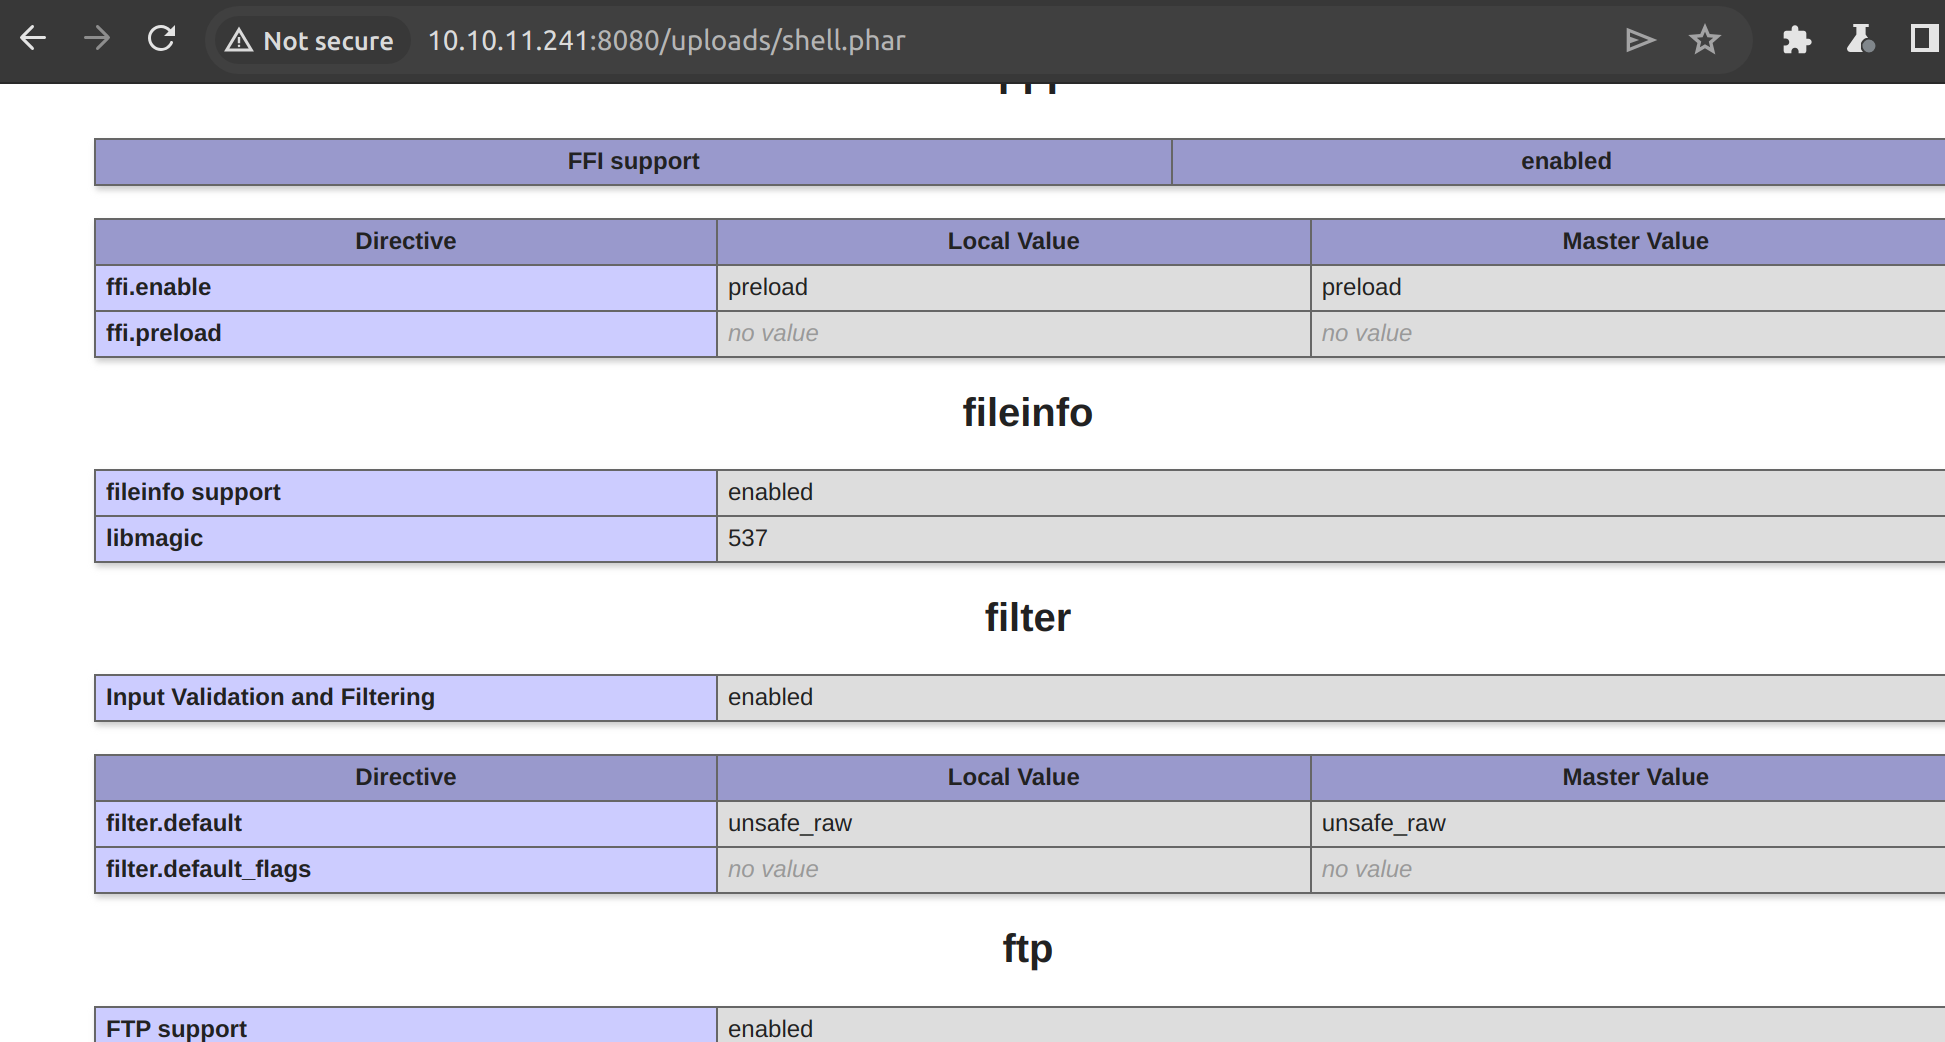 Not secure 10.10.11.241:8080/uploads/shell.phar
FFI support enabled
Directive Local Value Master Value
ffi.enable preload preload
ffi.preload no value no value
fileinfo
fileinfo support enabled
libmagic 537
filter
Input Validation and Filtering enabled
Directive Local Value Master Value
filter.default unsafe_raw unsafe_raw
filter.default_flags no value no value
ftp
FTP support enabled